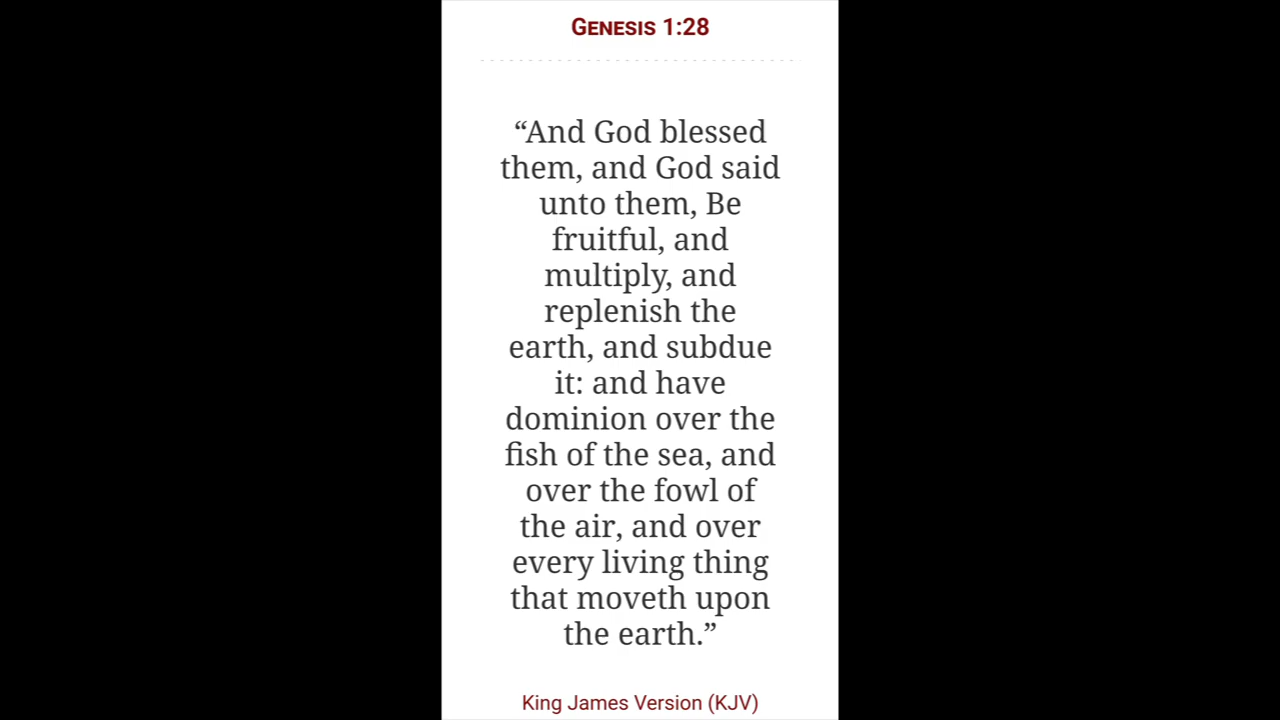 Genesis 1:28
“And God blessed
them, and God said
unto them, Be
fruitful, and
multiply, and
replenish the
earth, and subdue
it: and have
dominion over the
fish of the sea, and
over the fowl of
the air, and over
every living thing
that moveth upon
the earth.”
King James Version (KJV)